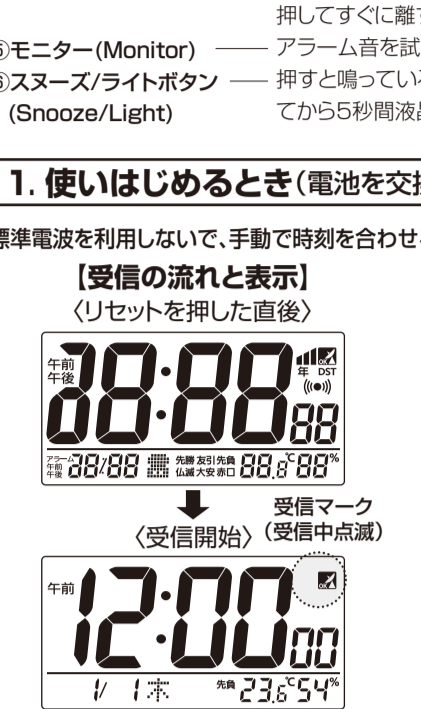 押してすぐに離す
⑤モニター(Monitor) アラーム音を試
⑥スヌーズ/ライトボタン 押すと鳴っている
(Snooze/Light) てから5秒間液晶
1. 使いはじめるとき(電池を交換
標準電波を利用しないで、手動で時刻を合わせ
【受信の流れと表示】
〈リセットを押した直後〉
午前
午後
88:88
88
OK
年 DST
アラーム
午前
午後
88/88
先勝 友引 先負
仏滅 大安 赤口
88.8℃ 88%
〈受信開始〉
受信マーク
(受信中点滅)
午前
12:00
00
1/ 1 木
先負
23.6℃ 54%